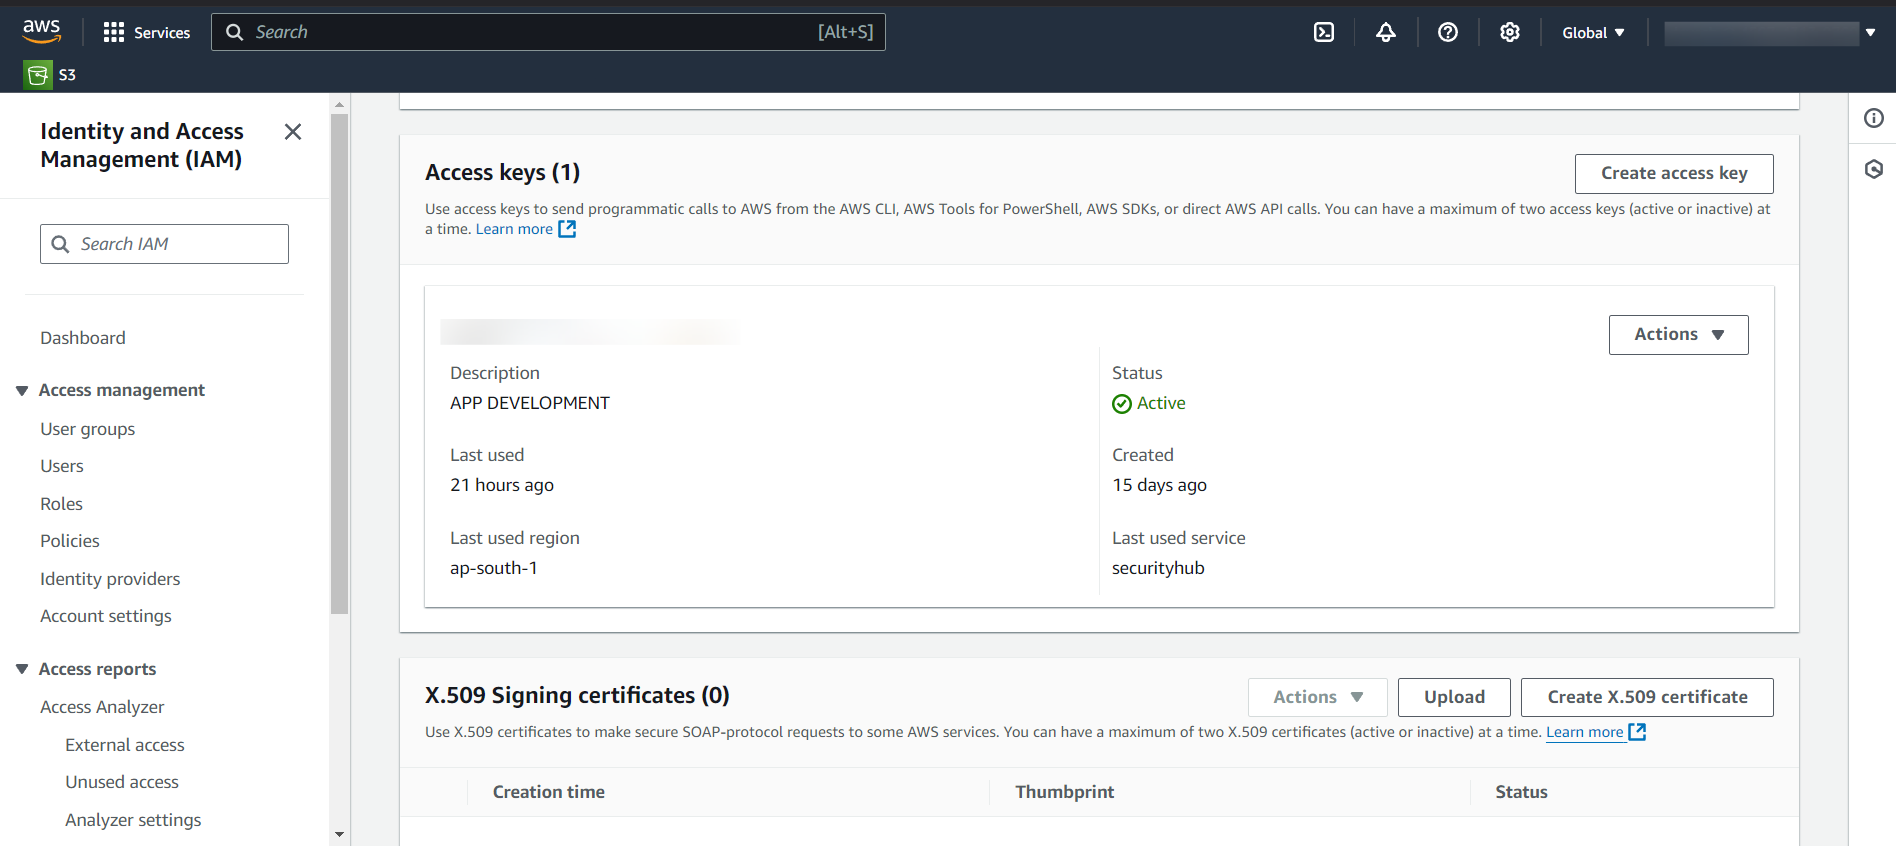 aws
Services
Search [Alt+S]
Global
S3
Identity and Access
Management (IAM)
Search IAM
Dashboard
Access management
User groups
Users
Roles
Policies
Identity providers
Account settings
Access reports
Access Analyzer
External access
Unused access
Analyzer settings
Access keys (1)
Create access key
Use access keys to send programmatic calls to AWS from the AWS CLI, AWS Tools for PowerShell, AWS SDKs, or direct AWS API calls. You can have a maximum of two access keys (active or inactive) at
a time. Learn more
Actions
Description
APP DEVELOPMENT
Status
Active
Last used
21 hours ago
Created
15 days ago
Last used region
ap-south-1
Last used service
securityhub
X.509 Signing certificates (0)
Actions
Upload
Create X.509 certificate
Use X.509 certificates to make secure SOAP-protocol requests to some AWS services. You can have a maximum of two X.509 certificates (active or inactive) at a time. Learn more
Creation time
Thumbprint
Status